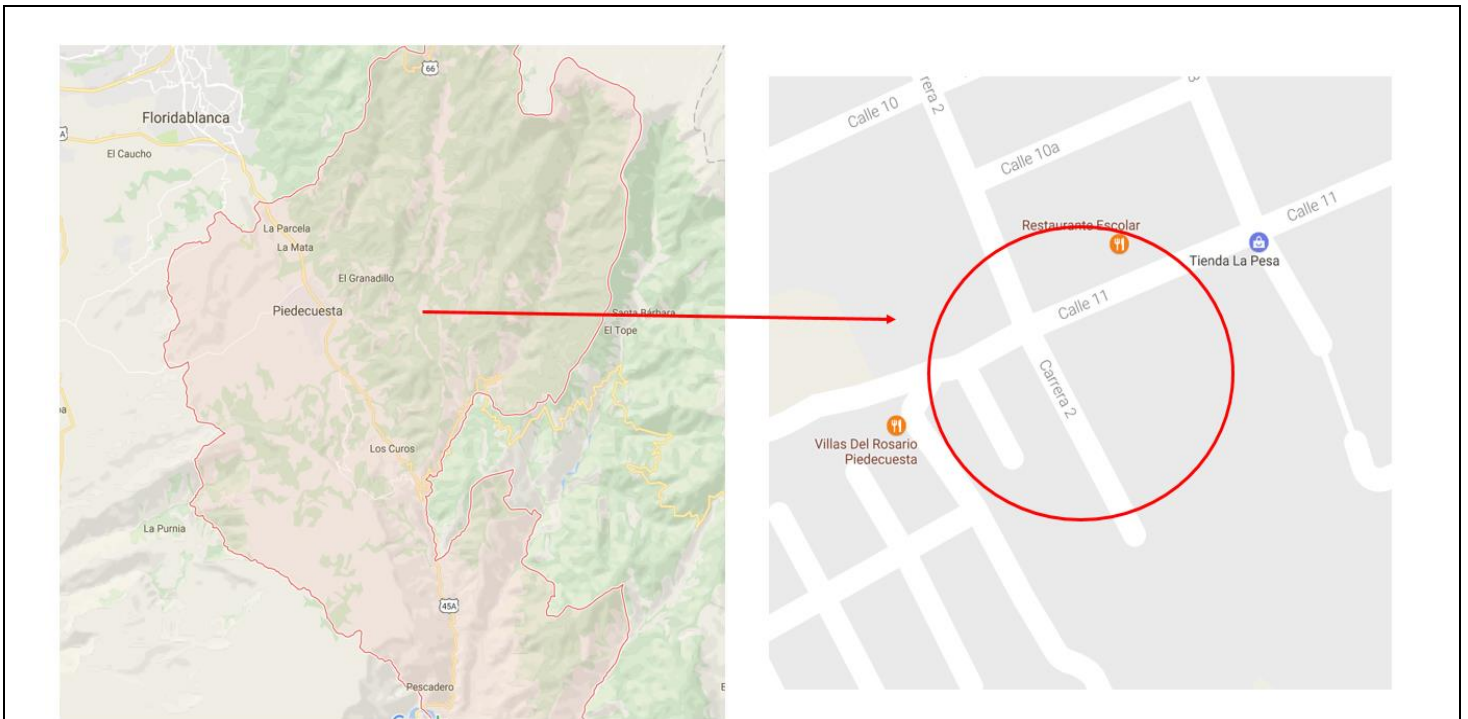 66
Floridablanca
El Caucho
La Parcela
La Mata
El Granadillo
Piedecuesta
Santa Bárbara
El Tope
Los Curos
La Purnia
45A
Pescadero
Calle 10
Calle 10a
Restaurante Escolar
Calle 11
Tienda La Pesa
Calle 11
Carrera 2
Villas Del Rosario
Piedecuesta